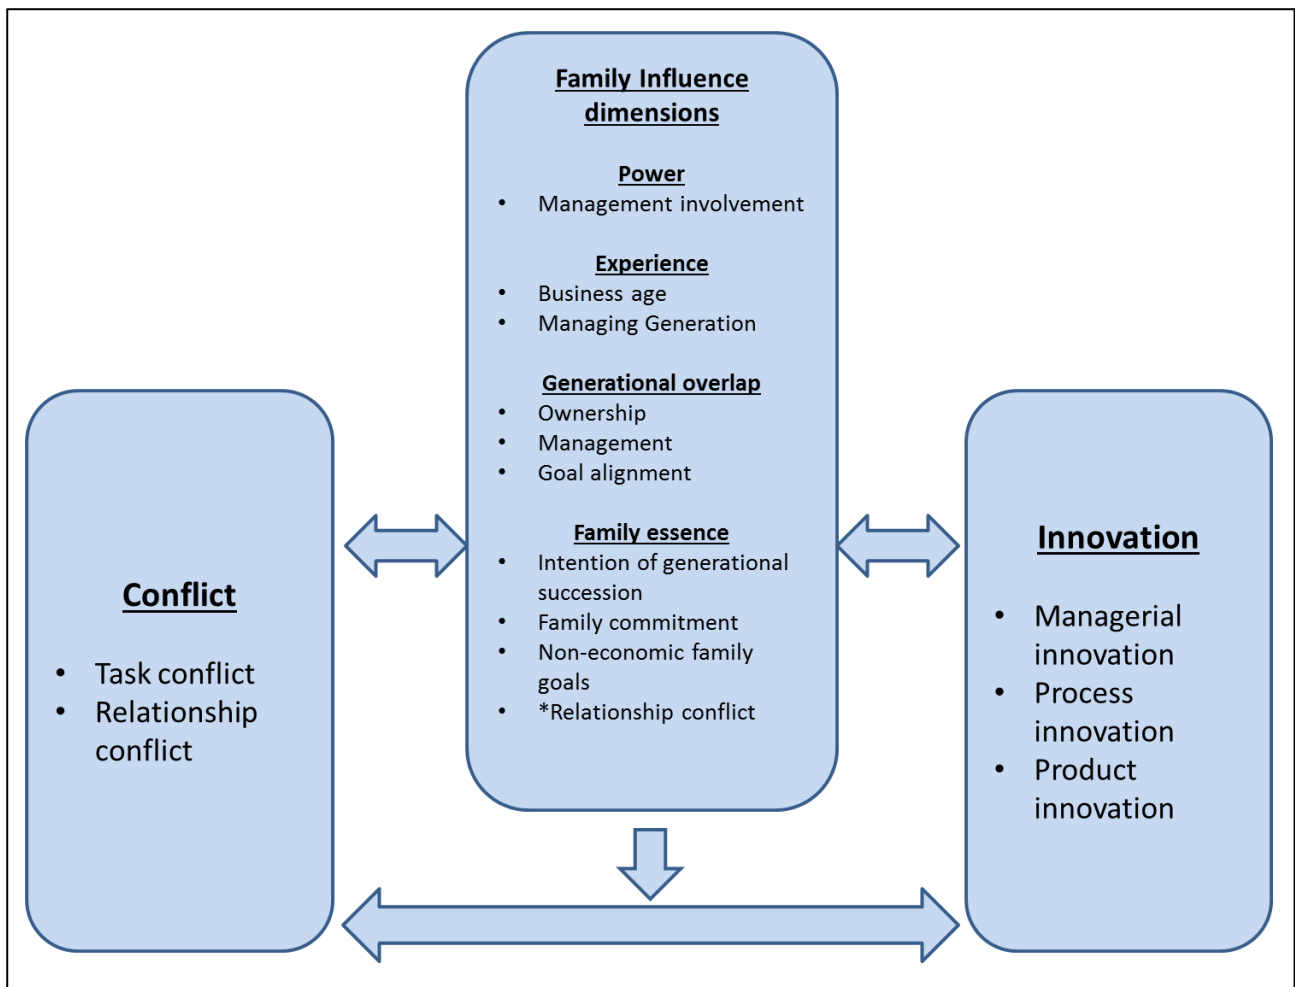 Family Influence
dimensions
Power
• Management involvement
Experience
• Business age
• Managing Generation
Generational overlap
• Ownership
• Management
• Goal alignment
Family essence
• Intention of generational
succession
• Family commitment
• Non-economic family
goals
• *Relationship conflict
Conflict
• Task conflict
• Relationship
conflict
Innovation
• Managerial
innovation
• Process
innovation
• Product
innovation